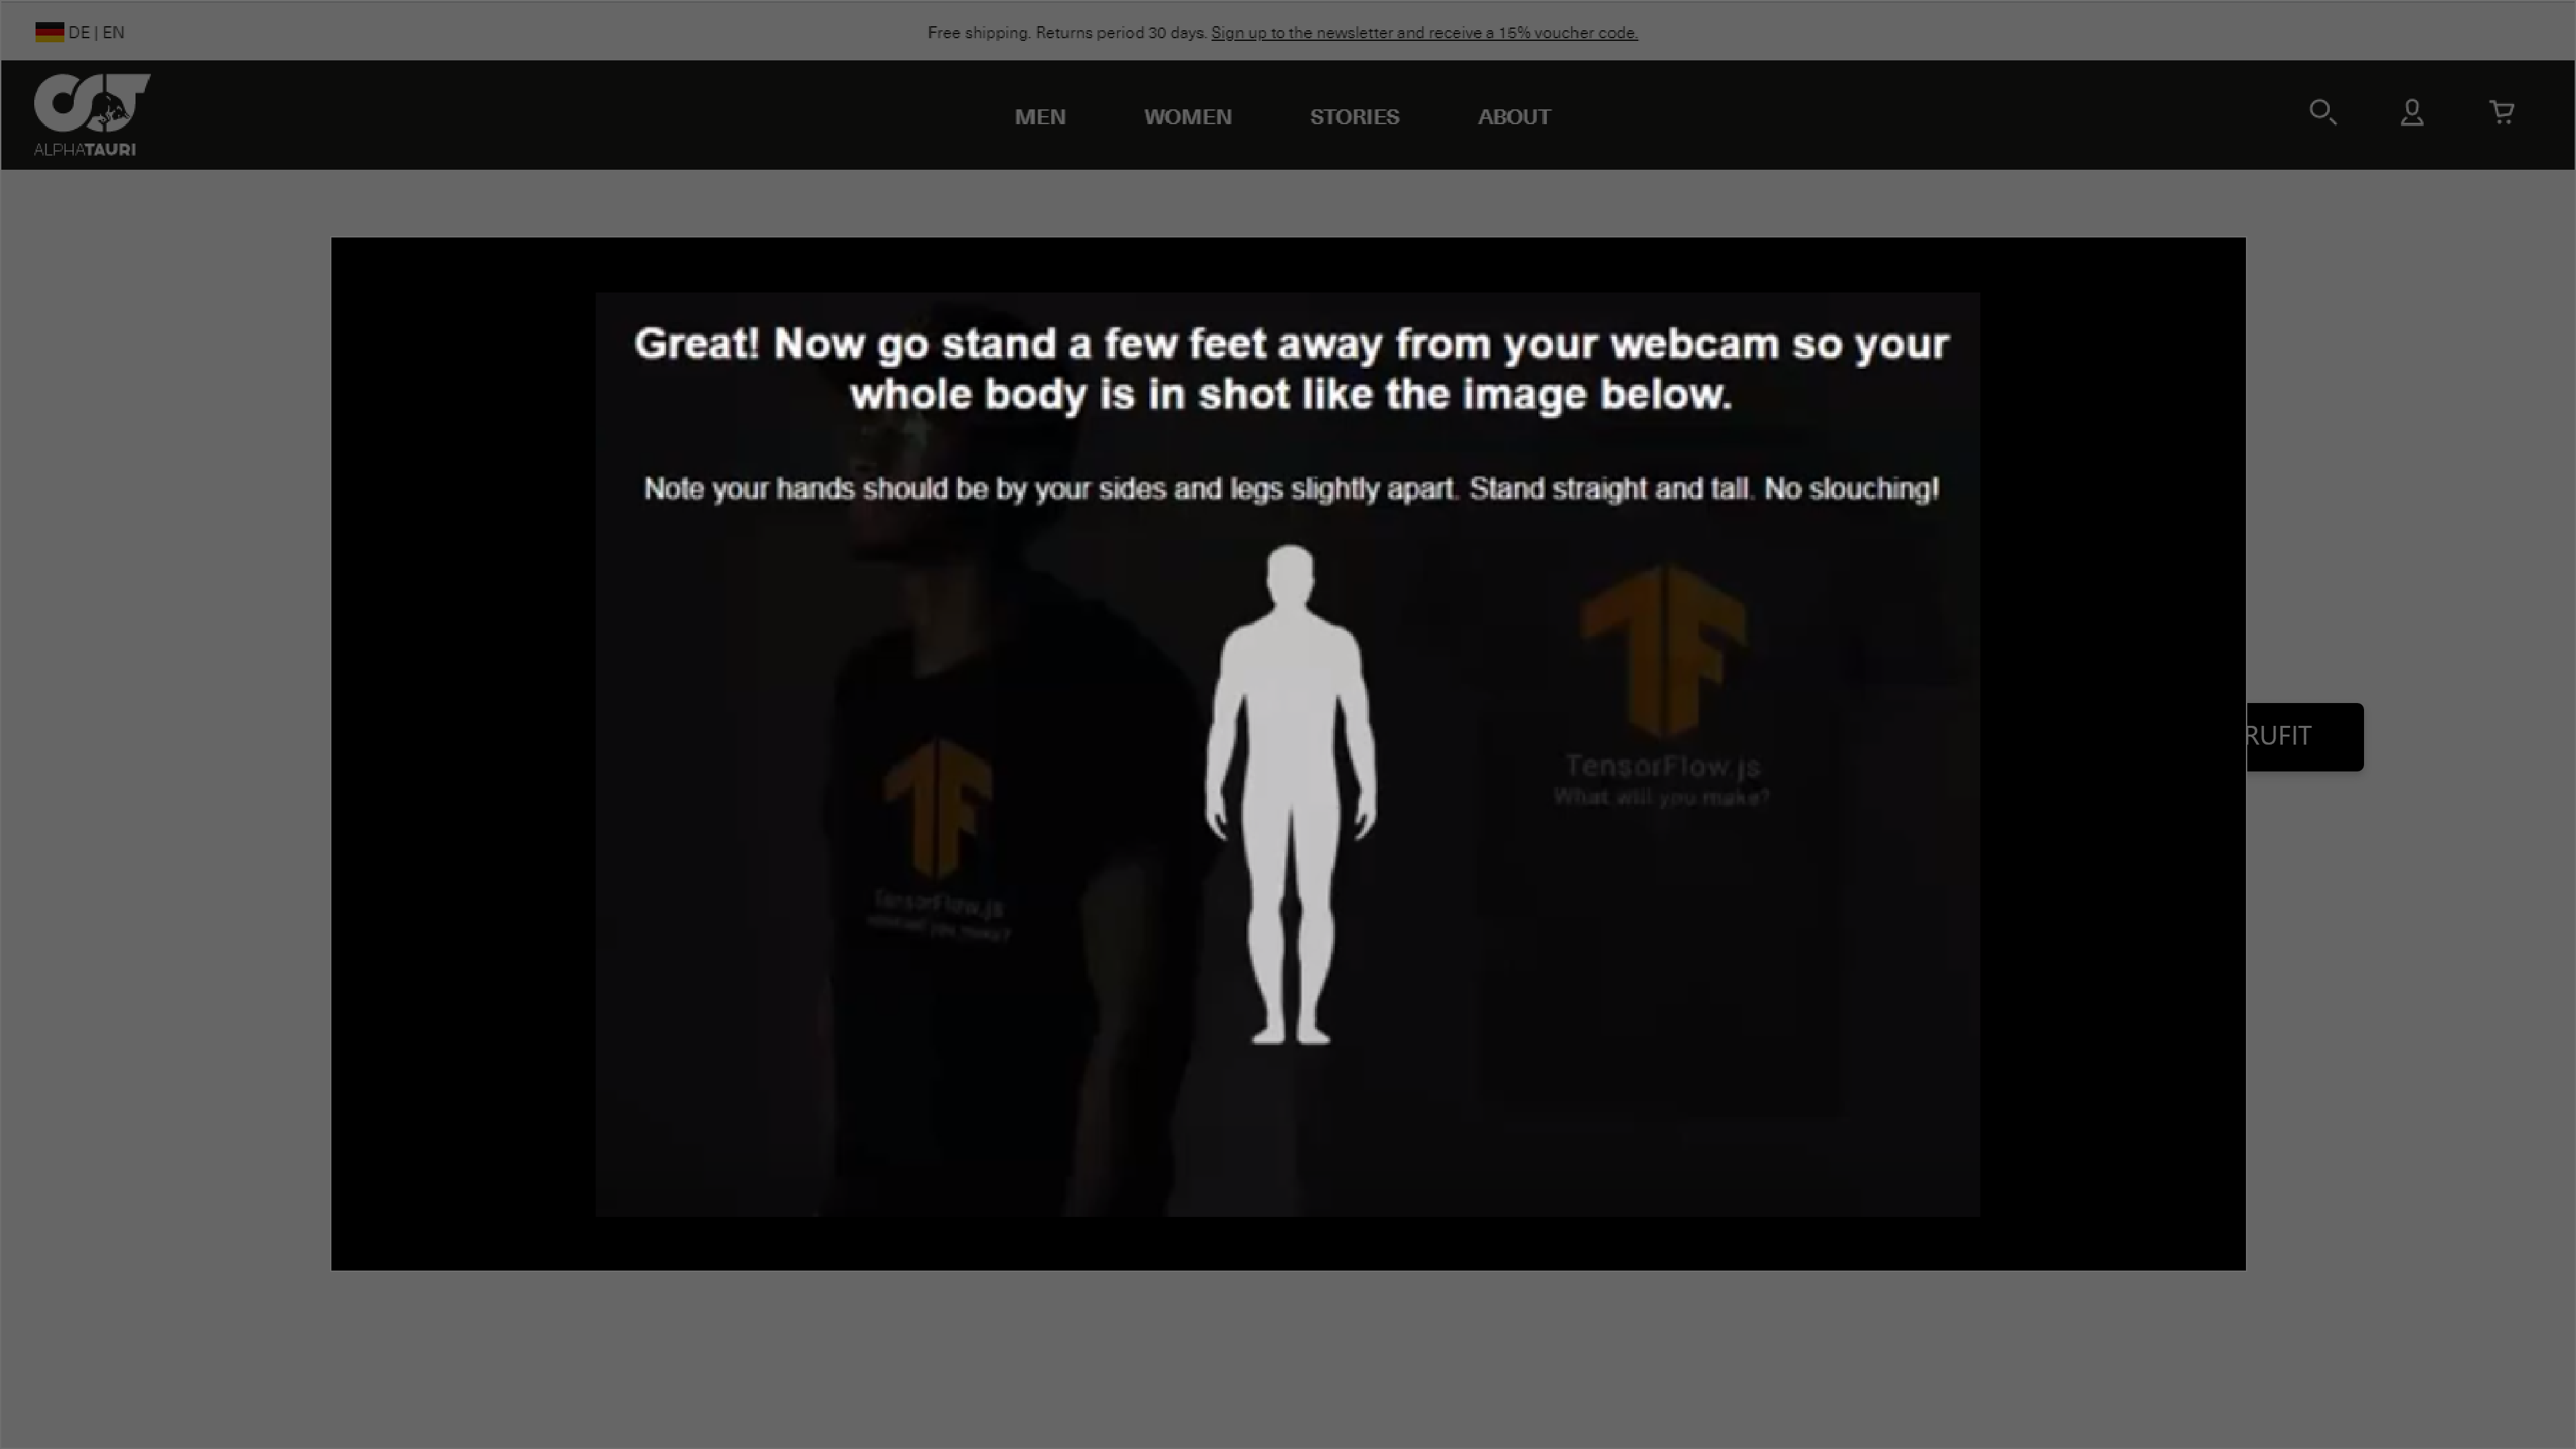 DE | EN
Free shipping. Returns period 30 days. Sign up to the newsletter and receive a 15% voucher code.
ALPHATAURI
MEN WOMEN STORIES ABOUT
Great! Now go stand a few feet away from your webcam so your
whole body is in shot like the image below.
Note your hands should be by your sides and legs slightly apart. Stand straight and tall. No slouching!
RUFIT
TensorFlow.js
What will you make?
TensorFlow.js
you make?